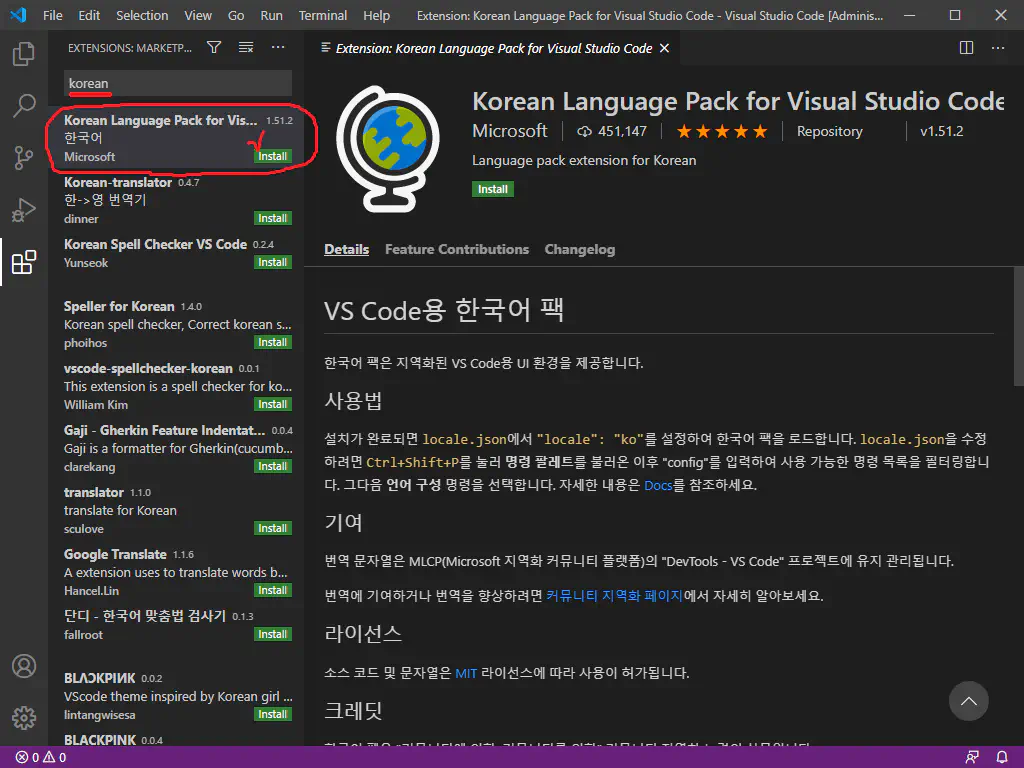 File Edit Selection View Go Run Terminal Help Extension: Korean Language Pack for Visual Studio Code - Visual Studio Code [Adminis...
EXTENSIONS: MARKETP...
korean
Korean Language Pack for Vis... 1.51.2
한국어
Microsoft Install
Korean-translator 0.4.7
한->영 번역기
dinner Install
Korean Spell Checker VS Code 0.2.4
Yunseok Install
Speller for Korean 1.4.0
Korean spell checker, Correct korean s...
phoihos Install
vscode-spellchecker-korean 0.0.1
This extension is a spell checker for ko...
William Kim Install
Gaji - Gherkin Feature Indentat... 0.0.4
Gaji is a formatter for Gherkin(cucumb...
clarekang Install
translator 1.1.0
translate for Korean
sculove Install
Google Translate 1.1.6
A extension uses to translate words b...
Hancel.Lin Install
단디 - 한국어 맞춤법 검사기 0.1.3
fallroot Install
BLΛƆKPIИK 0.0.2
VScode theme inspired by Korean girl ...
lintangwisesa Install
BLACKPINK 0.0.4
Extension: Korean Language Pack for Visual Studio Code
Korean Language Pack for Visual Studio Code
Microsoft 451,147 ★★★★★ Repository v1.51.2
Language pack extension for Korean
Install
Details Feature Contributions Changelog
VS Code용 한국어 팩
한국어 팩은 지역화된 VS Code용 UI 환경을 제공합니다.
사용법
설치가 완료되면 locale.json에서 "locale": "ko"를 설정하여 한국어 팩을 로드합니다. locale.json을 수정
하려면 Ctrl+Shift+P를 눌러 명령 팔레트를 불러온 이후 "config"를 입력하여 사용 가능한 명령 목록을 필터링합니
다. 그다음 언어 구성 명령을 선택합니다. 자세한 내용은 Docs를 참조하세요.
기여
번역 문자열은 MLCP(Microsoft 지역화 커뮤니티 플랫폼)의 "DevTools - VS Code" 프로젝트에 유지 관리됩니다.
번역에 기여하거나 번역을 향상하려면 커뮤니티 지역화 페이지에서 자세히 알아보세요.
라이선스
소스 코드 및 문자열은 MIT 라이선스에 따라 사용이 허가됩니다.
크레딧
0 0